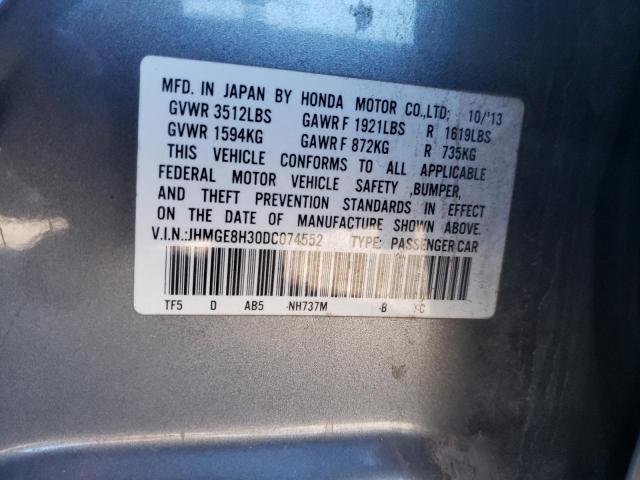 MFD. IN JAPAN BY HONDA MOTOR CO.,LTD; 10/'13
GVWR 3512LBS GAWR F 1921LBS R 1619LBS
GVWR 1594KG GAWR F 872KG R 735KG
THIS VEHICLE CONFORMS TO ALL APPLICABLE
FEDERAL MOTOR VEHICLE SAFETY ,BUMPER,
AND THEFT PREVENTION STANDARDS IN EFFECT
ON THE DATE OF MANUFACTURE SHOWN ABOVE.
V.I.N.:JHMGE8H30DC074552 TYPE: PASSENGER CAR
TF5 D AB5 -NH737M -B -C